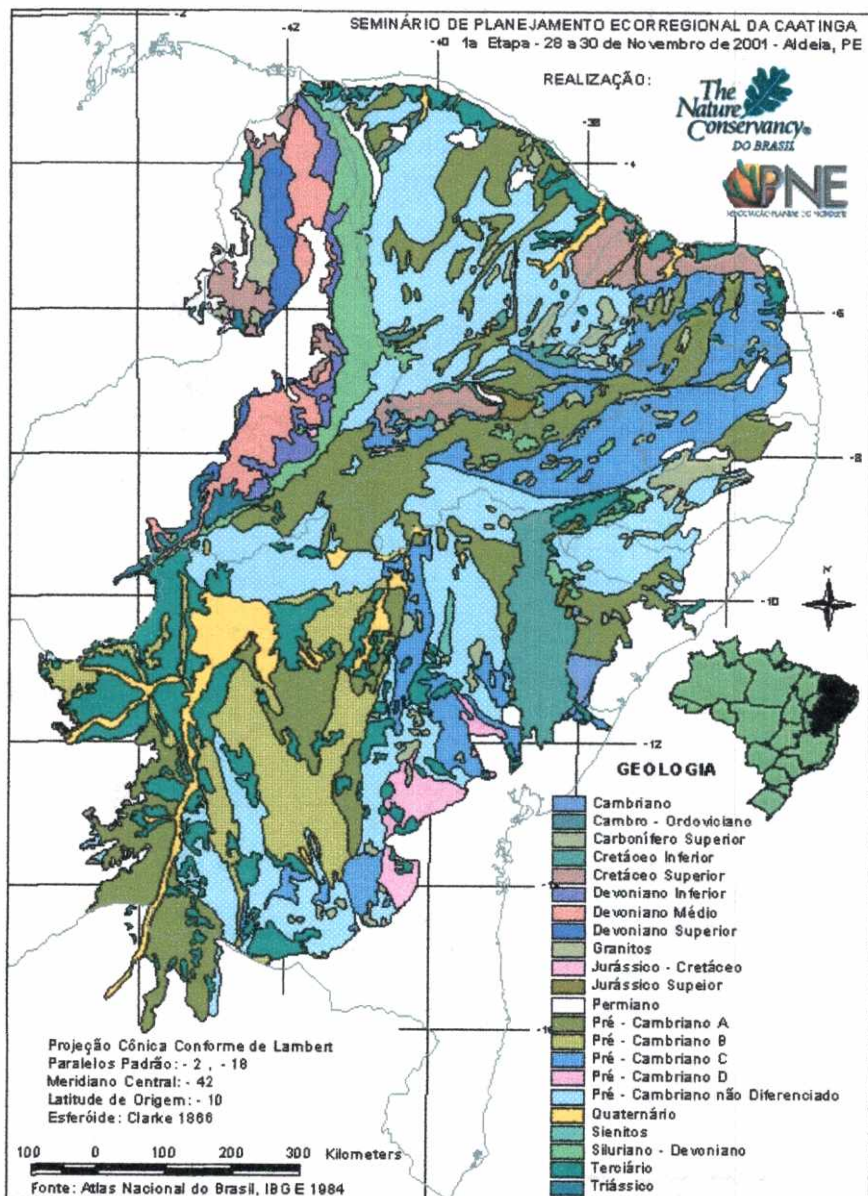 SEMINÁRIO DE PLANEJAMENTO ECORREGIONAL DA CAATINGA
1a Etapa - 28 a 30 de Novembro de 2001 - Aldeia, PE
REALIZAÇÃO:
The
Nature
Conservancy®
DO BRASIL
PNE
-2
-42
-40
-38
-4
-6
-8
N
-10
-12
GEOLOGIA
Cambriano
Cambro - Ordoviciano
Carbonífero Superior
Cretáceo Inferior
Cretáceo Superior
Devoniano Inferior
Devoniano Médio
Devoniano Superior
Granitos
Jurássico - Cretáceo
Jurássico Supeior
Permiano
Pré - Cambriano A
Pré - Cambriano B
Pré - Cambriano C
Pré - Cambriano D
Pré - Cambriano não Diferenciado
Quaternário
Sienitos
Siluriano - Devoniano
Terciário
Triássico
Projeção Cônica Conforme de Lambert
Paralelos Padrão: - 2 , - 18
Meridiano Central: - 42
Latitude de Origem: - 10
Esferóide: Clarke 1866
100 0 100 200 300 Kilometers
Fonte: Atlas Nacional do Brasil, IBGE 1984